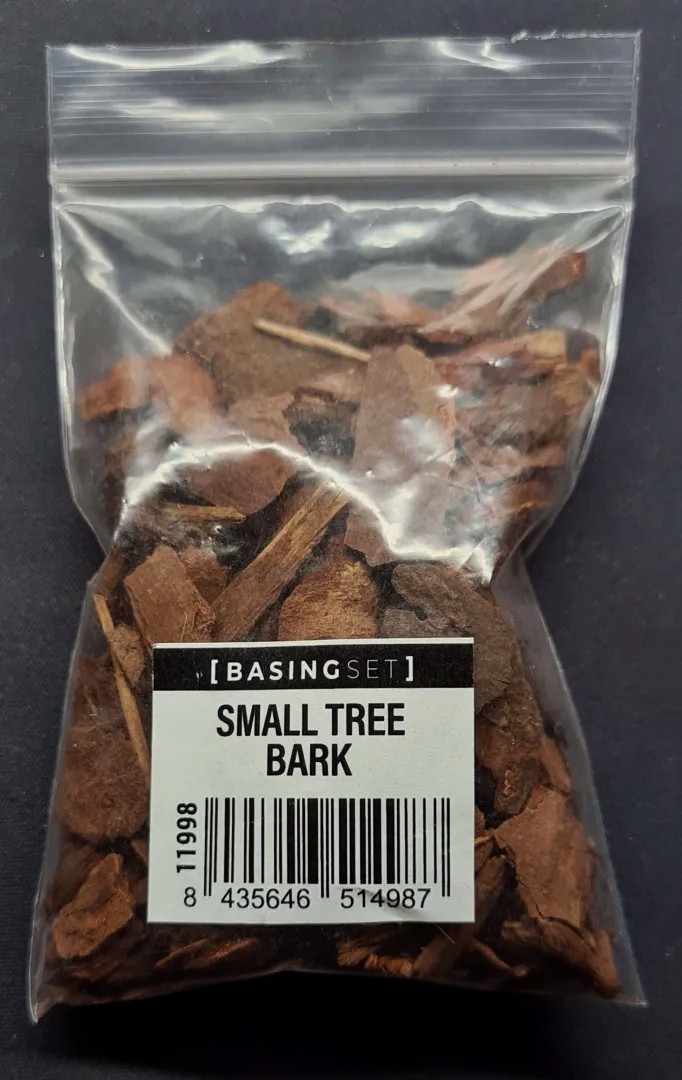 [BASINGSET]
SMALL TREE
BARK
11998
8 435646 514987